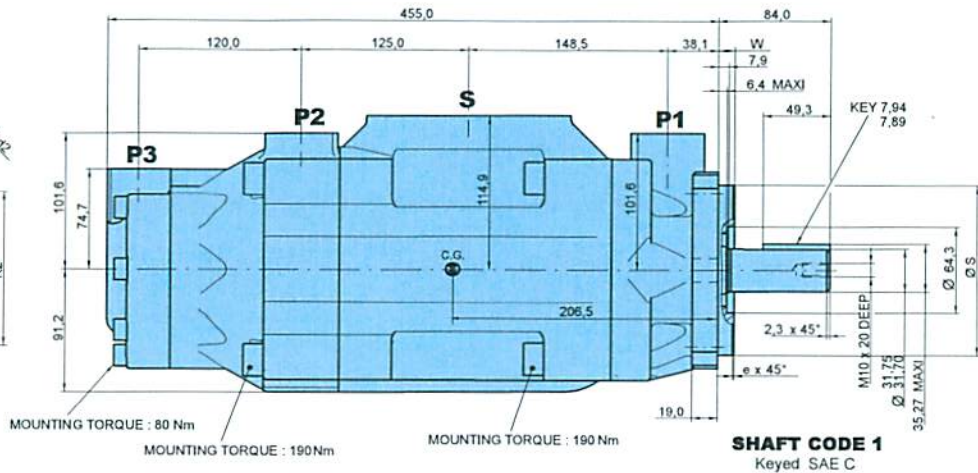 455,0
84,0
120,0
125,0
148,5
38,1
W
7,9
6,4 MAXI
49,3
KEY 7,94
7,89
S
P2
P1
P3
101,6
74,7
114,9
101,6
C.G.
206,5
91,2
Ø 64,3
Ø S
2,3 x 45°
M10 x 20 DEEP
31,75
Ø 31,70
35,27 MAXI
e x 45°
19,0
MOUNTING TORQUE : 80 Nm
MOUNTING TORQUE : 190 Nm
MOUNTING TORQUE : 190 Nm
SHAFT CODE 1
Keyed SAE C